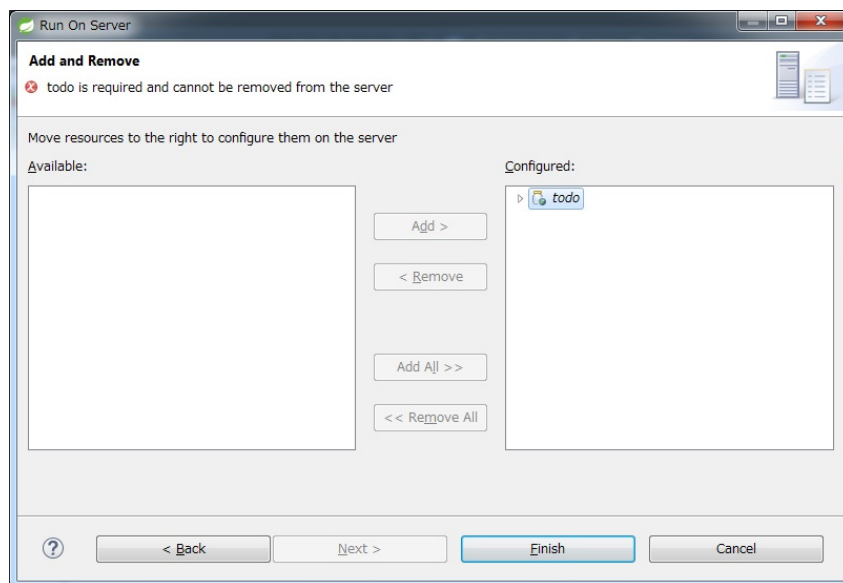 Run On Server
Add and Remove
todo is required and cannot be removed from the server
Move resources to the right to configure them on the server
Available:
Configured:
todo
Add >
< Remove
Add All >>
<< Remove All
?
< Back
Next >
Finish
Cancel